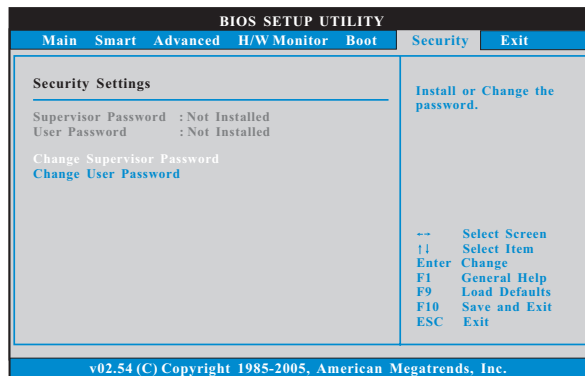 BIOS SETUP UTILITY
Main Smart Advanced H/W Monitor Boot Security Exit
Security Settings
Supervisor Password : Not Installed
User Password : Not Installed
Change Supervisor Password
Change User Password
Install or Change the
password.
←→ Select Screen
↑↓ Select Item
Enter Change
F1 General Help
F9 Load Defaults
F10 Save and Exit
ESC Exit
v02.54 (C) Copyright 1985-2005, American Megatrends, Inc.